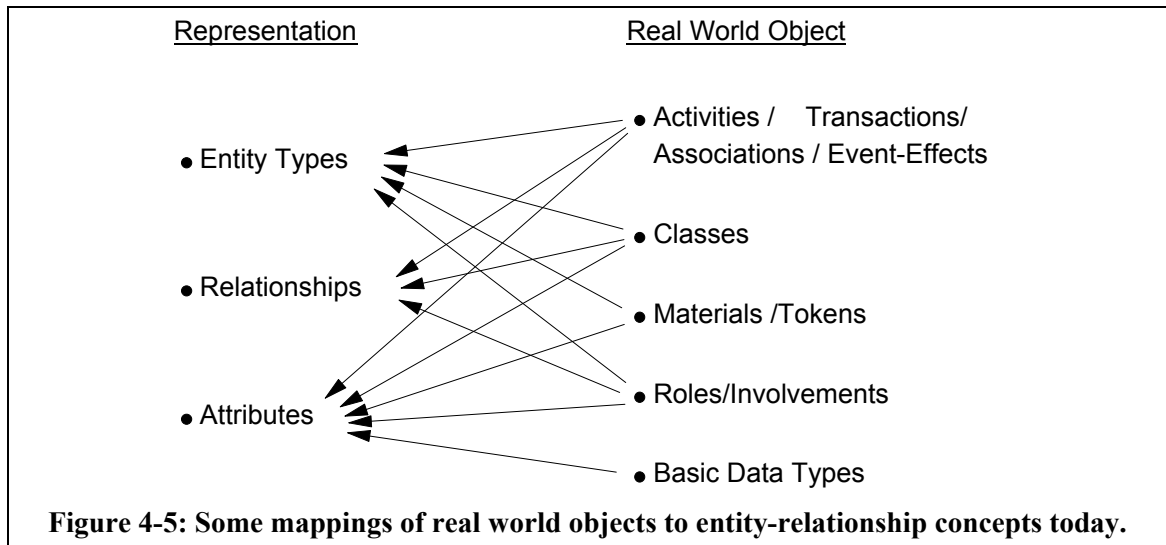 Representation
Real World Object
● Activities / Transactions/
Associations / Event-Effects
● Entity Types
● Classes
● Relationships
● Materials /Tokens
● Roles/Involvements
● Attributes
● Basic Data Types
Figure 4-5: Some mappings of real world objects to entity-relationship concepts today.